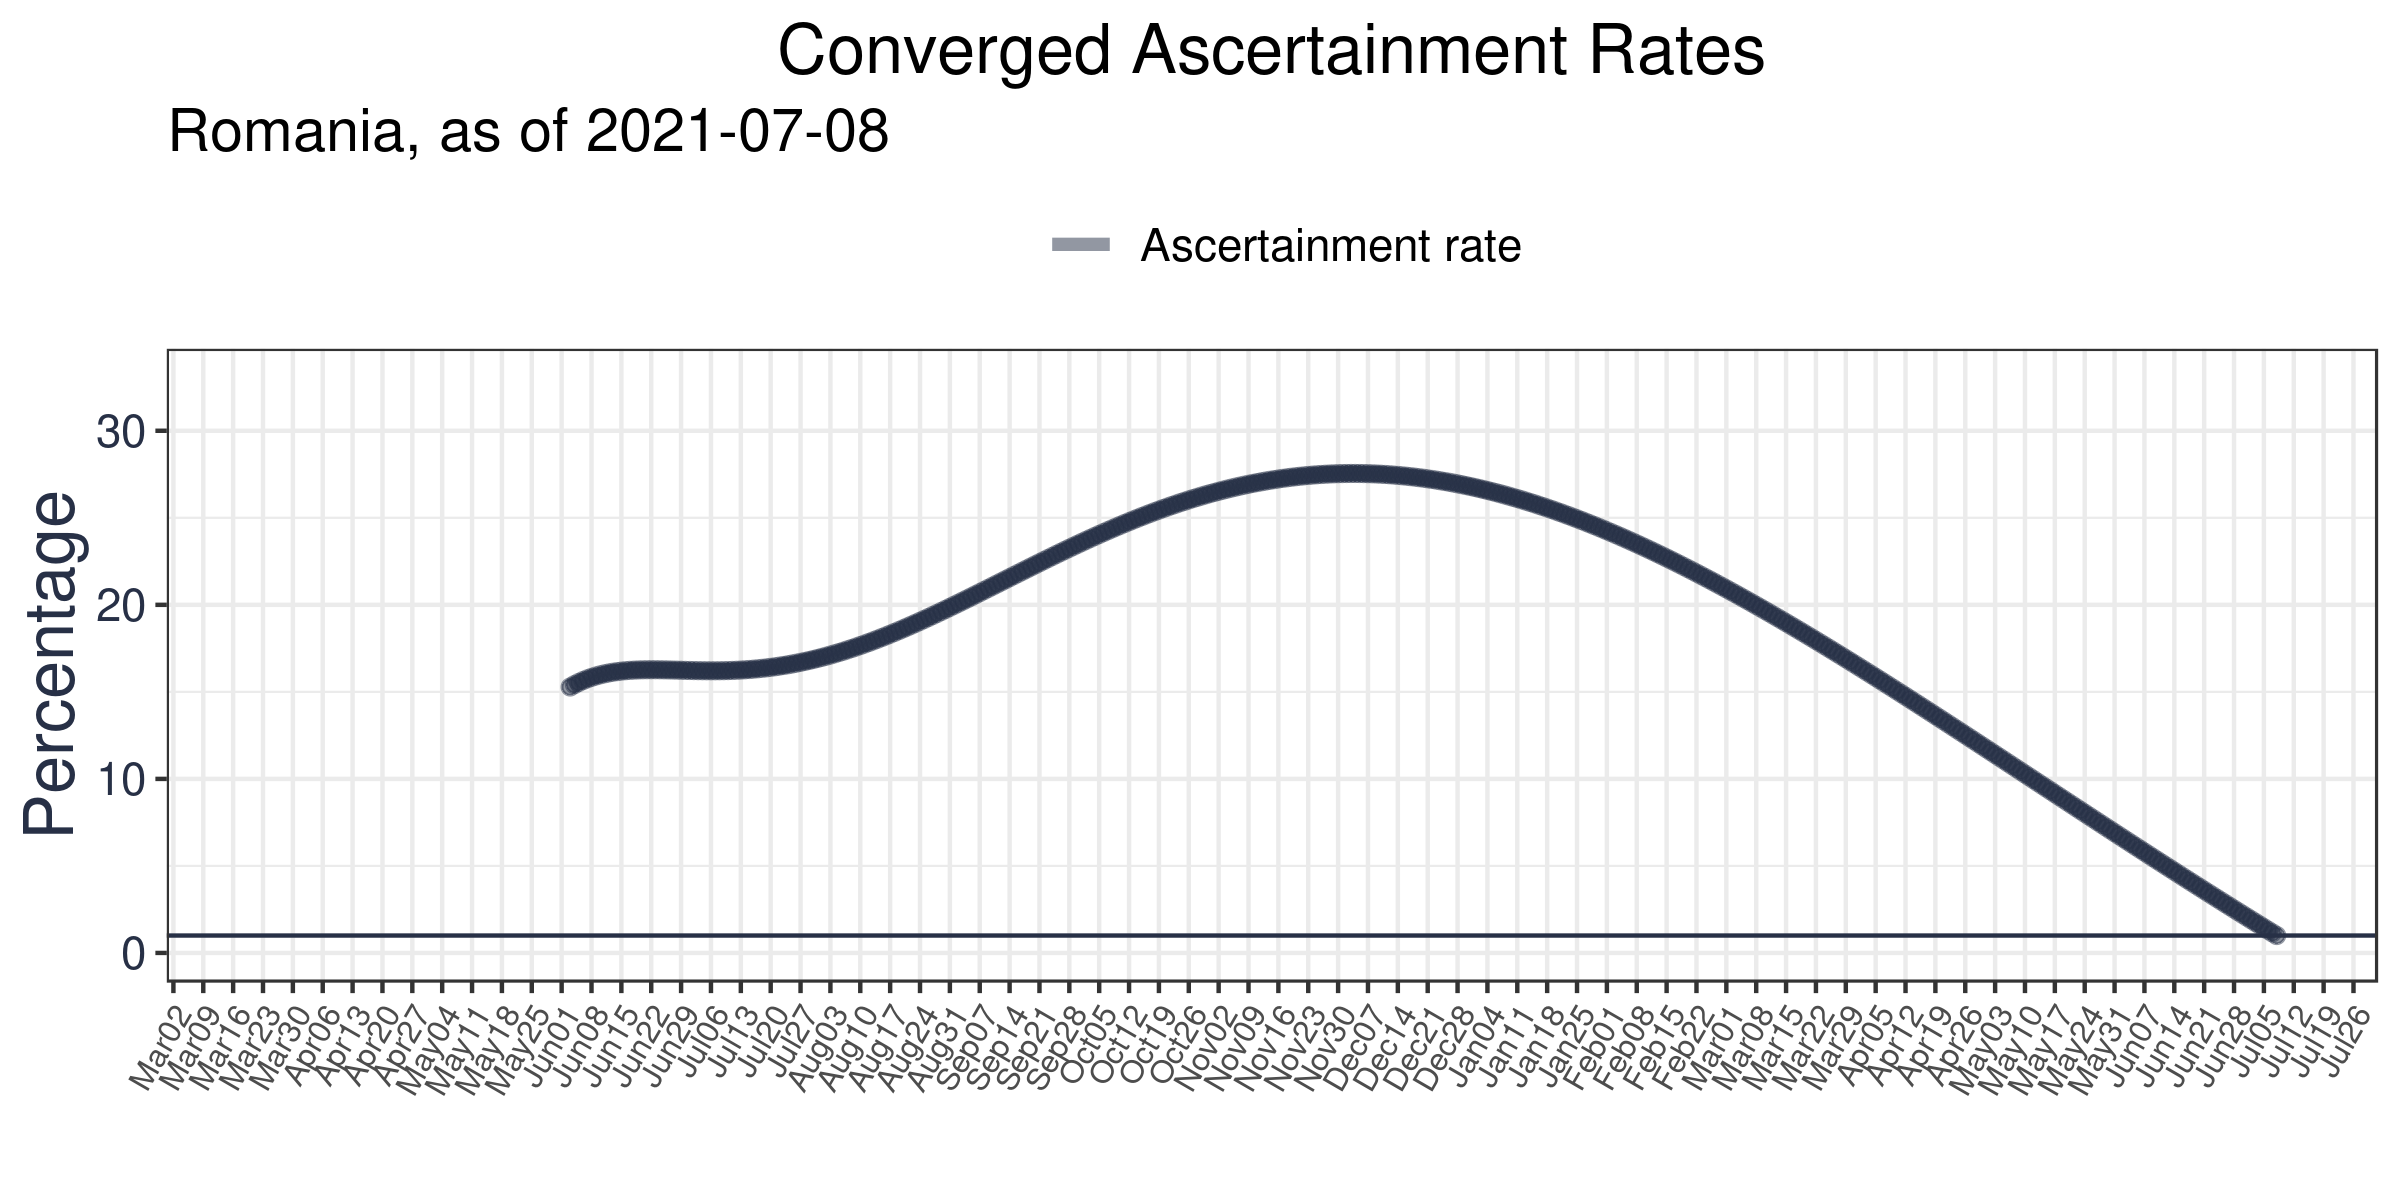 Converged Ascertainment Rates
Romania, as of 2021-07-08
Ascertainment rate
Percentage
30
20
10
0
Mar02 Mar09 Mar16 Mar23 Mar30 Apr06 Apr13 Apr20 Apr27 May04 May11 May18 May25 Jun01 Jun08 Jun15 Jun22 Jun29 Jul06 Jul13 Jul20 Jul27 Aug03 Aug10 Aug17 Aug24 Aug31 Sep07 Sep14 Sep21 Sep28 Oct05 Oct12 Oct19 Oct26 Nov02 Nov09 Nov16 Nov23 Nov30 Dec07 Dec14 Dec21 Dec28 Jan04 Jan11 Jan18 Jan25 Feb01 Feb08 Feb15 Feb22 Mar01 Mar08 Mar15 Mar22 Mar29 Apr05 Apr12 Apr19 Apr26 May03 May10 May17 May24 May31 Jun07 Jun14 Jun21 Jun28 Jul05 Jul12 Jul19 Jul26